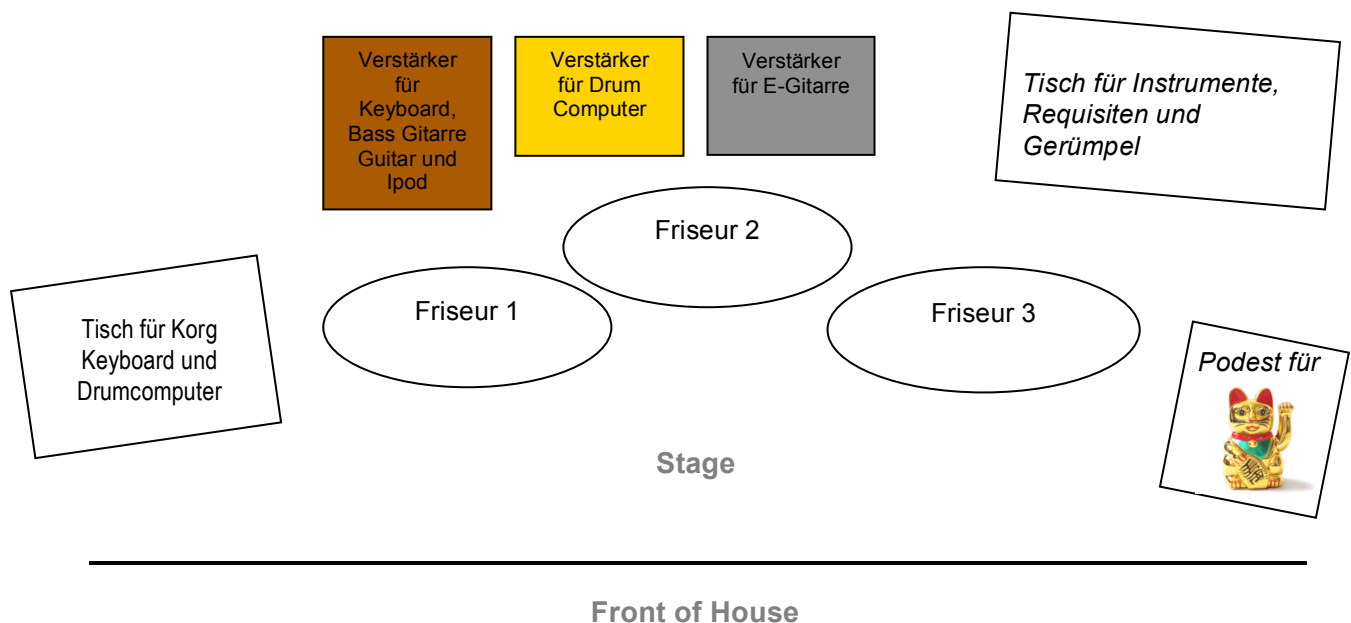 Verstärker
für
Keyboard,
Bass Gitarre
Guitar und
Ipod
Verstärker
für Drum
Computer
Verstärker
für E-Gitarre
Tisch für Instrumente,
Requisiten und
Gerümpel
Friseur 2
Friseur 1
Friseur 3
Tisch für Korg
Keyboard und
Drumcomputer
Podest für
Stage
Front of House